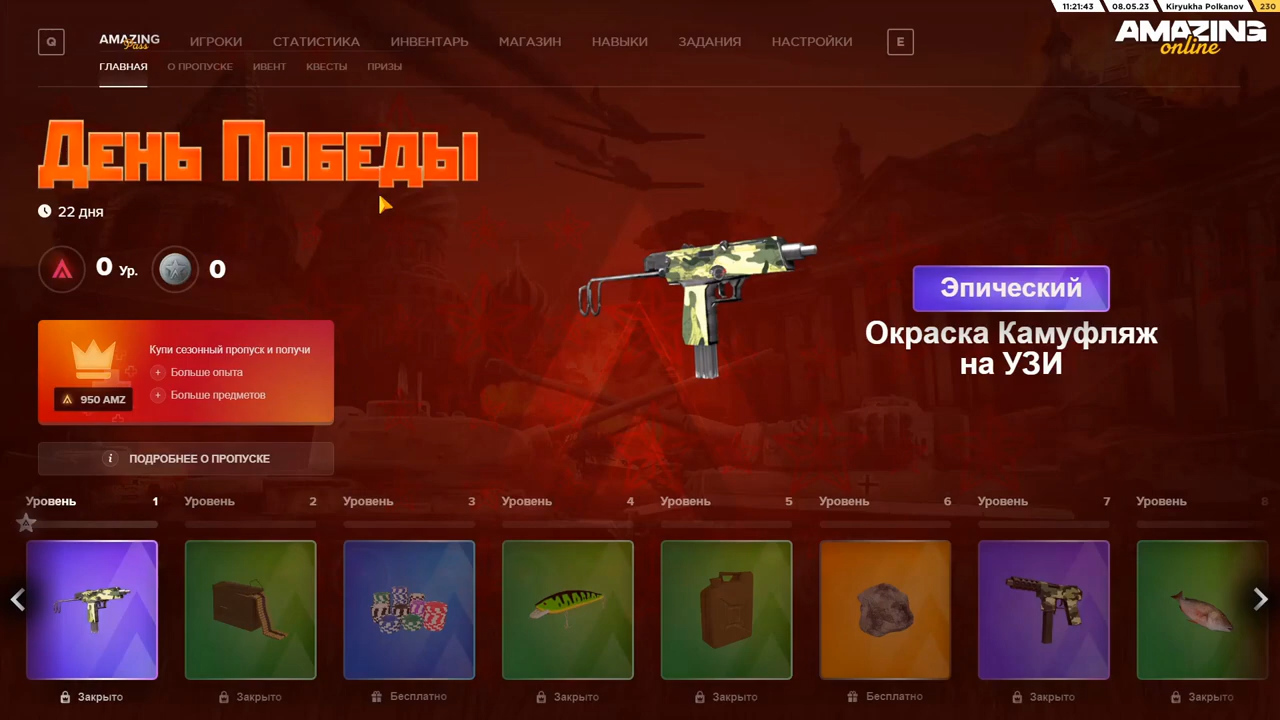 11:21:43 08.05.23 Kiryukha Polkanov 230
AMAZING
online
Q
AMAZING
Pass
ИГРОКИ СТАТИСТИКА ИНВЕНТАРЬ МАГАЗИН НАВЫКИ ЗАДАНИЯ НАСТРОЙКИ
E
ГЛАВНАЯ О ПРОПУСКЕ ИВЕНТ КВЕСТЫ ПРИЗЫ
День Победы
22 дня
0 Ур. 0
Эпический
Окраска Камуфляж
на УЗИ
Купи сезонный пропуск и получи
+ Больше опыта
+ Больше предметов
950 AMZ
i ПОДРОБНЕЕ О ПРОПУСКЕ
Уровень 1 Уровень 2 Уровень 3 Уровень 4 Уровень 5 Уровень 6 Уровень 7 Уровень 8
Закрыто Закрыто Бесплатно Закрыто Закрыто Бесплатно Закрыто Закрыто